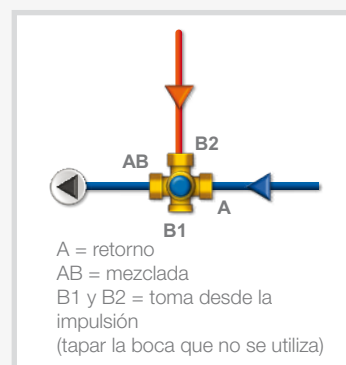 B2
AB
A
B1
A = retorno
AB = mezclada
B1 y B2 = toma desde la
impulsión
(tapar la boca que no se utiliza)